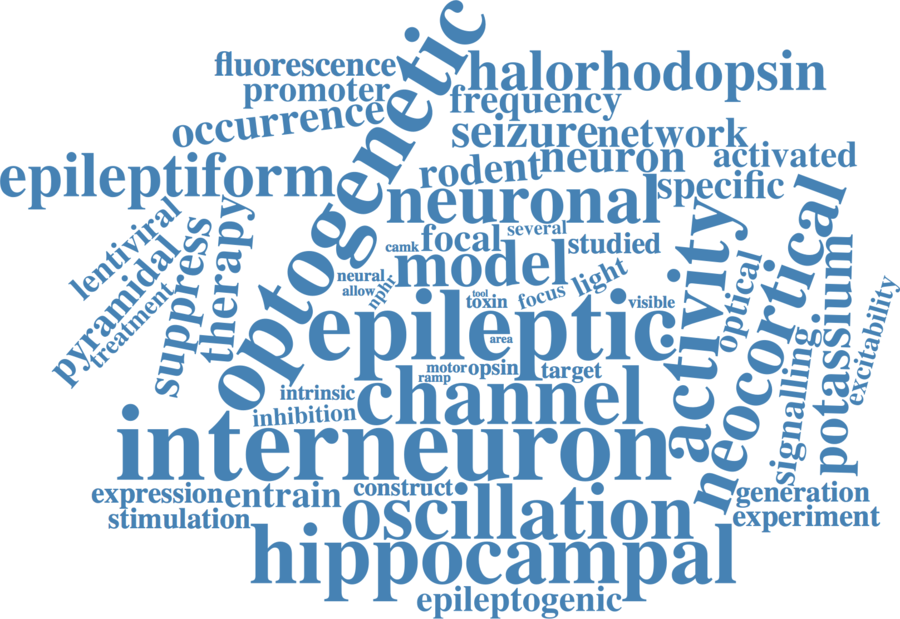 optogenetic
fluorescence
halorhodopsin
promoter
frequency
occurrence
seizure
network
epileptiform
rodent
neuron
activated
neuronal
specific
lentiviral
pyramidal
treatment
suppress
therapy
camk
focal
several
studied
activity
neocortical
neural
model
light
optical
potassium
excitability
allow
nphr
tool
toxin
focus
visible
epileptic
area
motor
opsin
target
ramp
signalling
intrinsic
channel
inhibition
interneuron
expression
entrain
construct
generation
stimulation
oscillation
experiment
hippocampal
epileptogenic